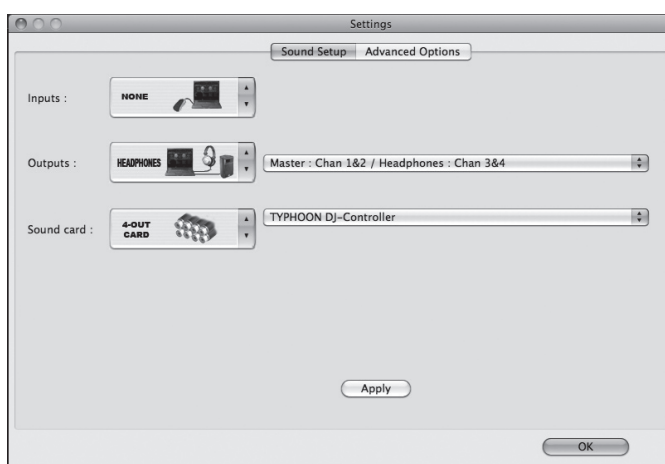 Settings
Sound Setup Advanced Options
Inputs : NONE
Outputs : HEADPHONES Master : Chan 1&2 / Headphones : Chan 3&4
Sound card : 4-OUT CARD TYPHOON DJ-Controller
Apply
OK